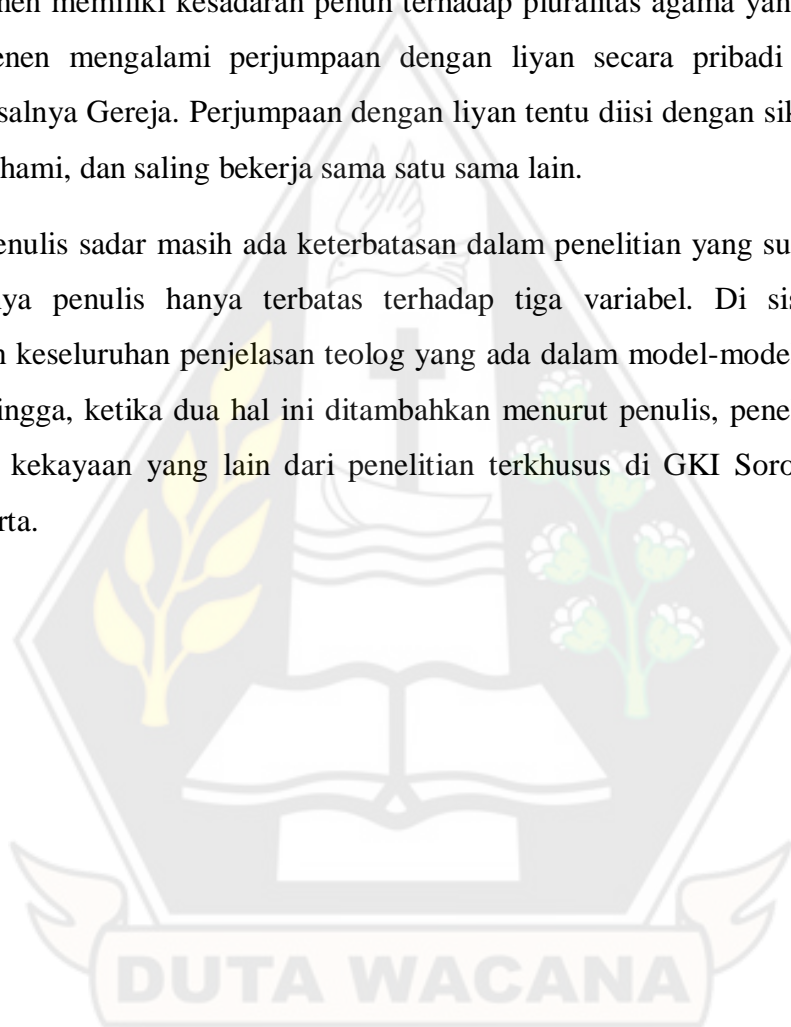 nen memiliki kesadaran penuh terhadap pluralitas agama yan
enen mengalami perjumpaan dengan liyan secara pribadi
salnya Gereja. Perjumpaan dengan liyan tentu diisi dengan sik
hami, dan saling bekerja sama satu sama lain.
enulis sadar masih ada keterbatasan dalam penelitian yang su
ya penulis hanya terbatas terhadap tiga variabel. Di sis
n keseluruhan penjelasan teolog yang ada dalam model-mode
ingga, ketika dua hal ini ditambahkan menurut penulis, pene
kekayaan yang lain dari penelitian terkhusus di GKI Soro
rta.
DUTA WACANA